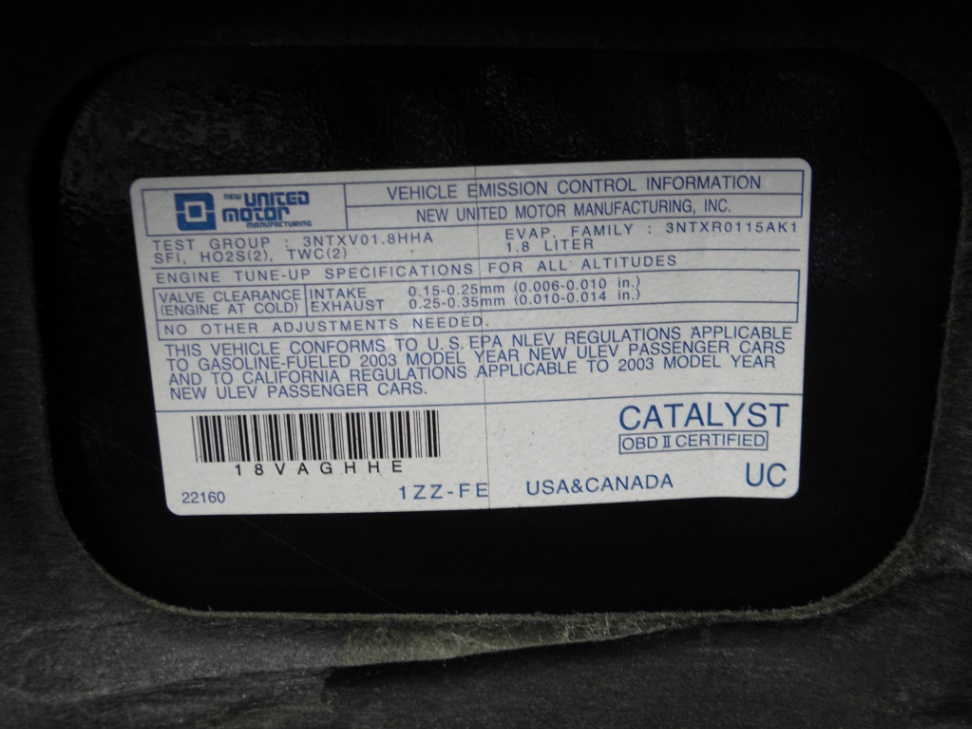 NEW UNITED
MOTOR
MANUFACTURING
VEHICLE EMISSION CONTROL INFORMATION
NEW UNITED MOTOR MANUFACTURING, INC.
TEST GROUP : 3NTXV01.8HHA
EVAP. FAMILY : 3NTXR0115AK1
SFI, HO2S(2), TWC(2)
1.8 LITER
ENGINE TUNE-UP SPECIFICATIONS FOR ALL ALTITUDES
VALVE CLEARANCE
(ENGINE AT COLD)
INTAKE 0.15-0.25mm (0.006-0.010 in.)
EXHAUST 0.25-0.35mm (0.010-0.014 in.)
NO OTHER ADJUSTMENTS NEEDED.
THIS VEHICLE CONFORMS TO U.S.EPA NLEV REGULATIONS APPLICABLE
TO GASOLINE-FUELED 2003 MODEL YEAR NEW ULEV PASSENGER CARS
AND TO CALIFORNIA REGULATIONS APPLICABLE TO 2003 MODEL YEAR
NEW ULEV PASSENGER CARS.
CATALYST
OBD II CERTIFIED
18VAGHHE
22160
1ZZ-FE
USA&CANADA
UC